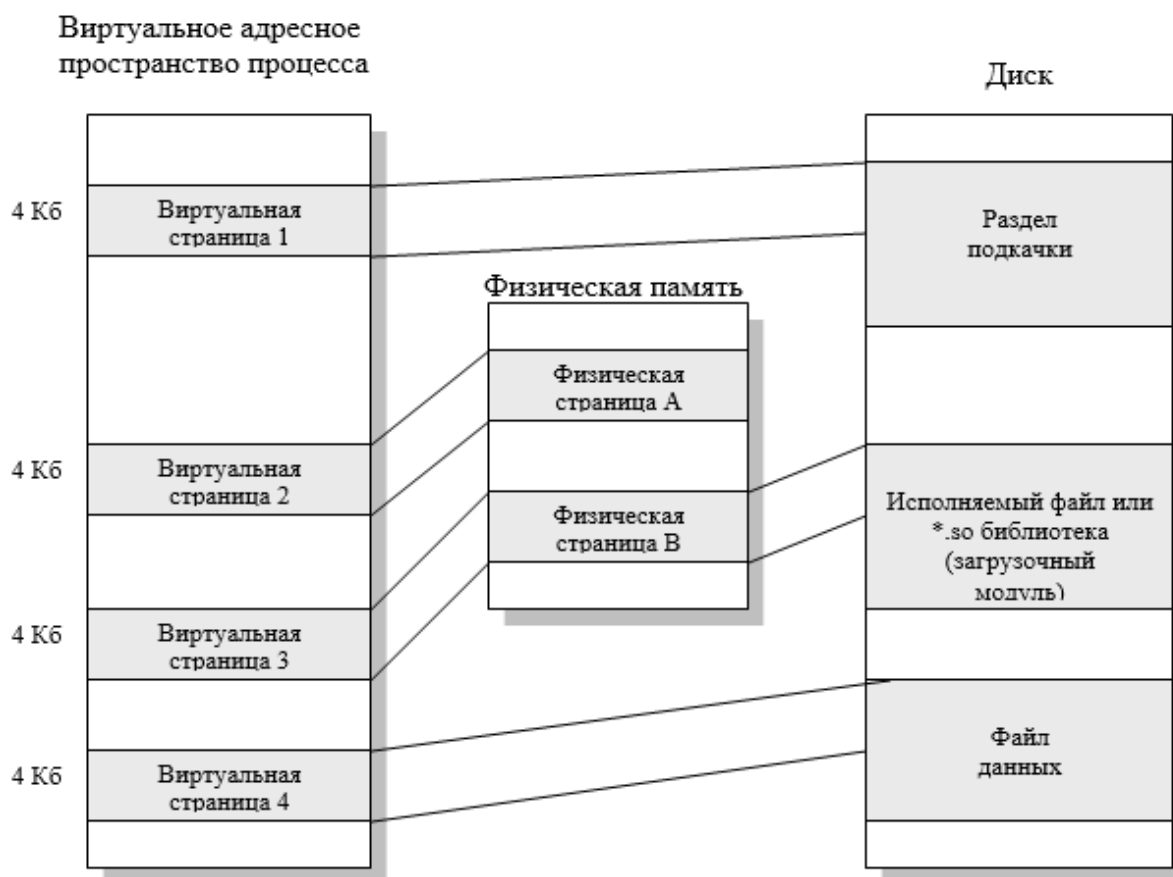 Виртуальное адресное
пространство процесса
Диск
4 Кб
Виртуальная
страница 1
Раздел
подкачки
Физическая память
Физическая
страница A
4 Кб
Виртуальная
страница 2
Физическая
страница B
Исполняемый файл или
*.so библиотека
(загрузочный
модуль)
4 Кб
Виртуальная
страница 3
4 Кб
Виртуальная
страница 4
Файл
данных